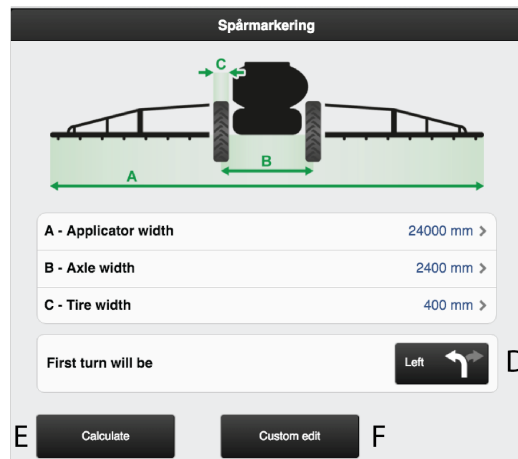 Spårmarkering
C
B
A
A - Applicator width 24000 mm
B - Axle width 2400 mm
C - Tire width 400 mm
First turn will be Left D
E Calculate Custom edit F